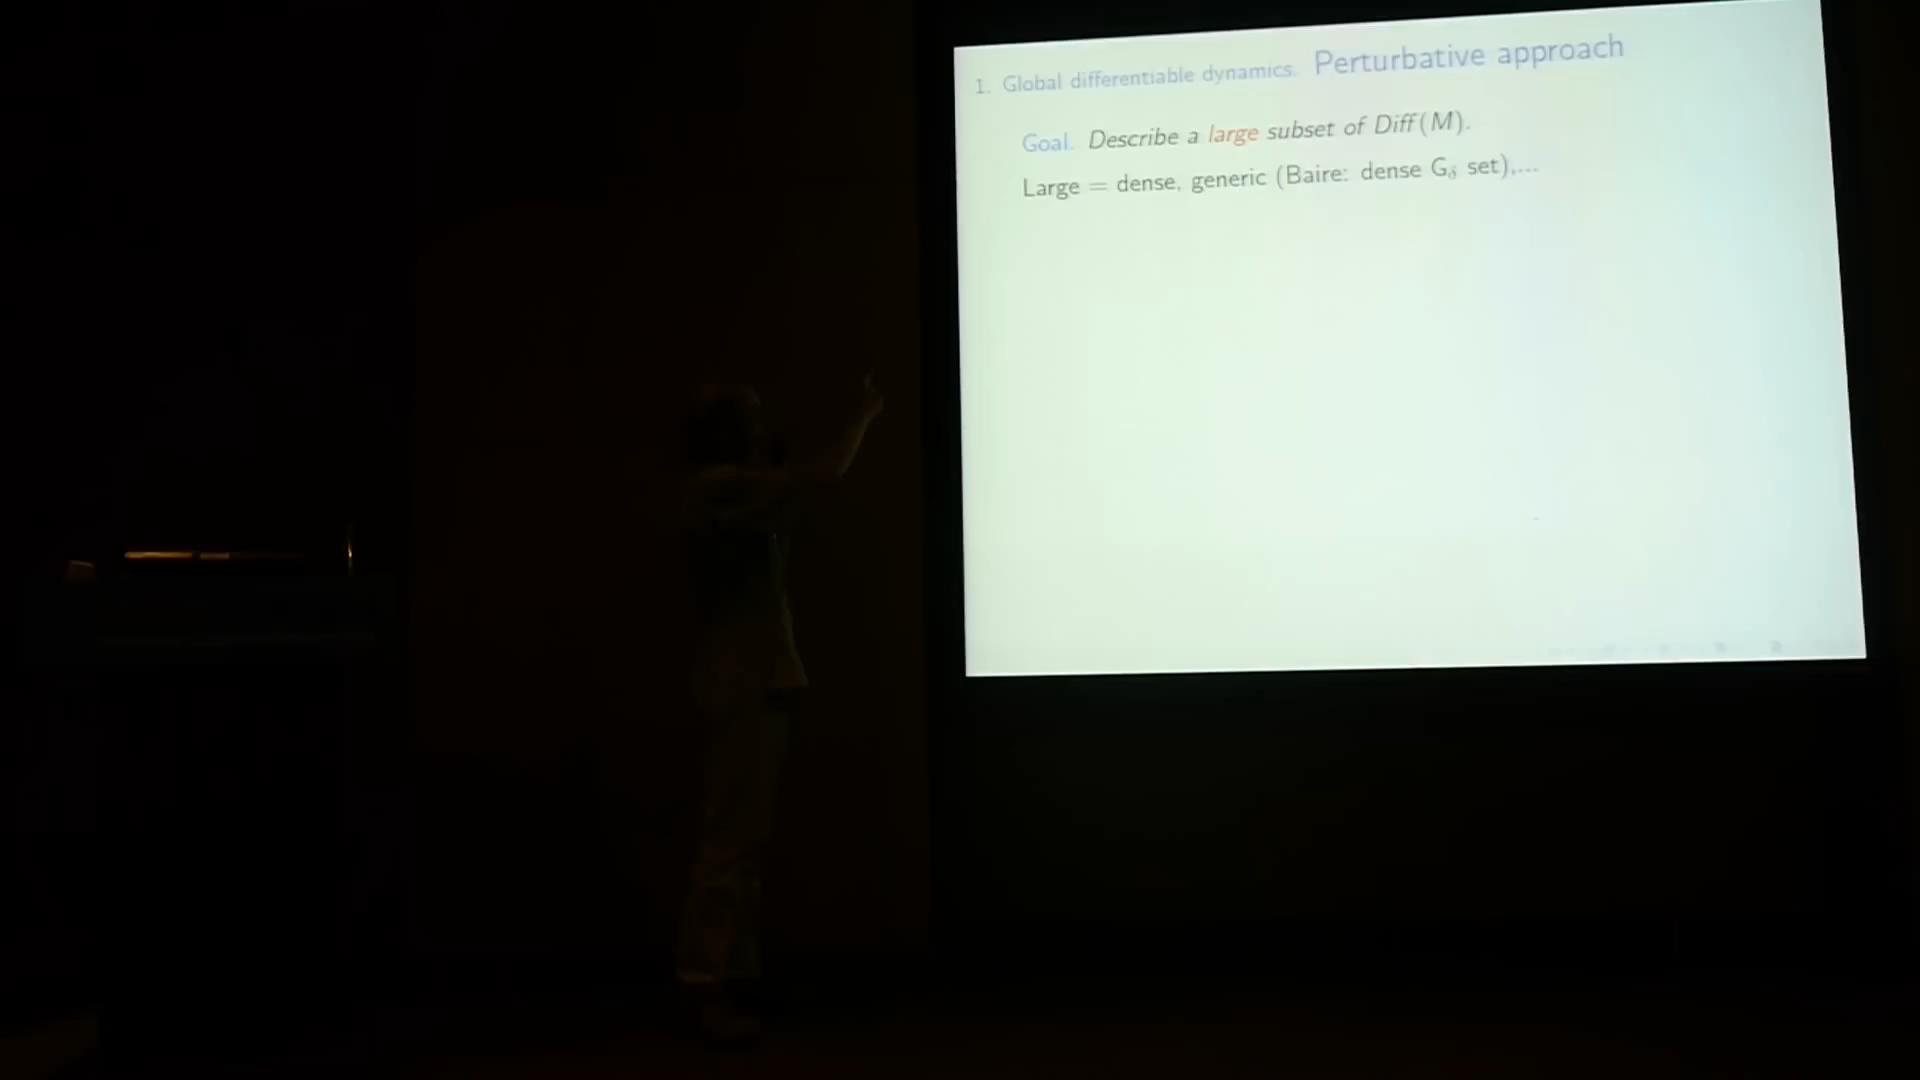 1. Global differentiable dynamics. Perturbative approach
Goal. Describe a large subset of Diff(M).
Large = dense, generic (Baire: dense G_δ set),...